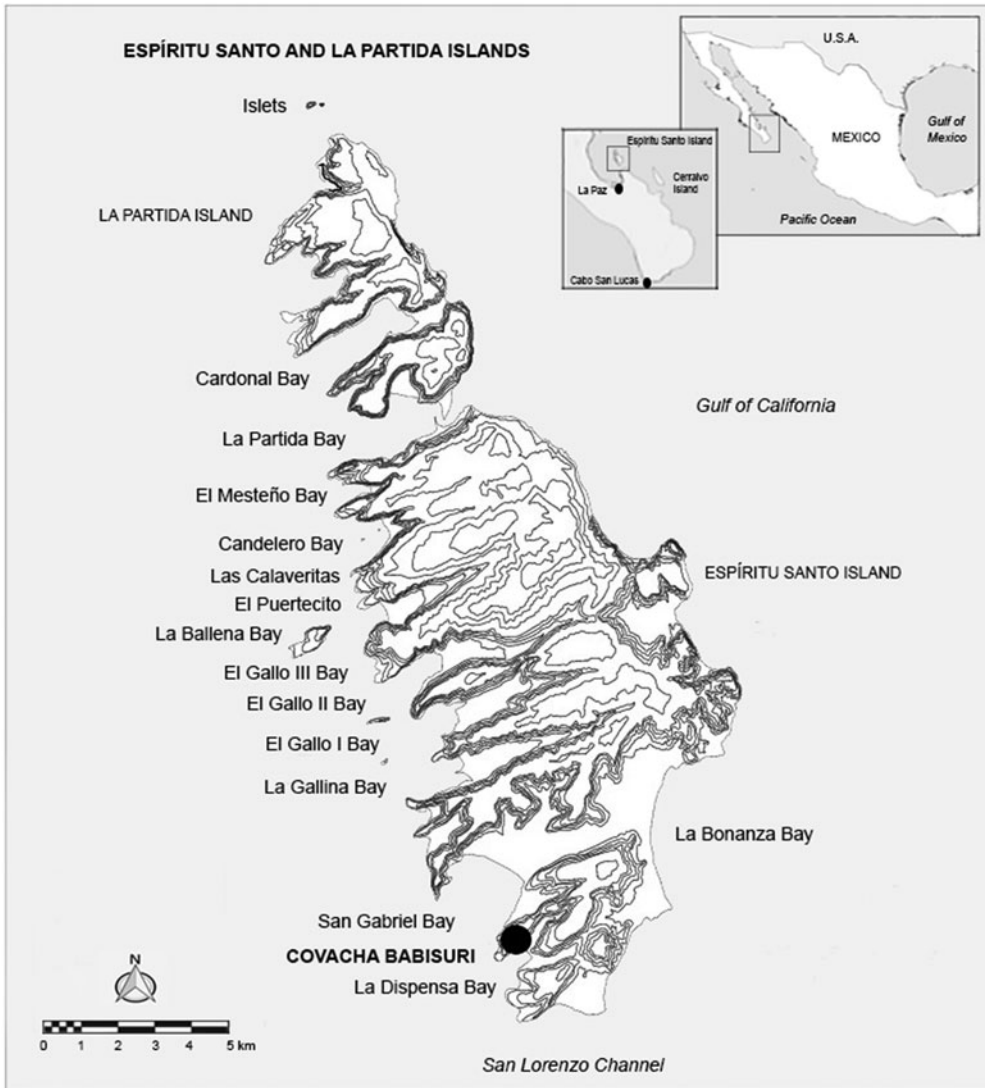 ESPÍRITU SANTO AND LA PARTIDA ISLANDS
U.S.A.
Gulf of
Mexico
MEXICO
Pacific Ocean
Espíritu Santo Island
Cerralvo
Island
La Paz
Cabo San Lucas
Islets
LA PARTIDA ISLAND
Cardonal Bay
Gulf of California
La Partida Bay
El Mesteño Bay
Candelero Bay
Las Calaveritas
ESPÍRITU SANTO ISLAND
El Puertecito
La Ballena Bay
El Gallo III Bay
El Gallo II Bay
El Gallo I Bay
La Gallina Bay
La Bonanza Bay
San Gabriel Bay
COVACHA BABISURI
La Dispensa Bay
N
0 1 2 3 4 5 km
San Lorenzo Channel